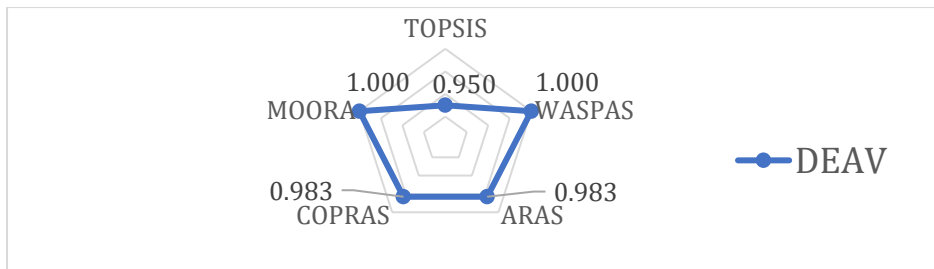 TOPSIS
1.000 0.950 1.000
MOORA WASPAS
DEAV
0.983 0.983
COPRAS ARAS